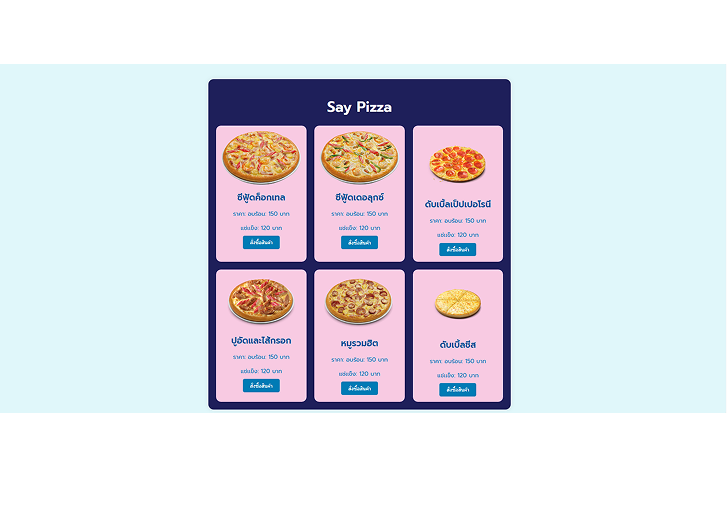 Say Pizza
ซีฟู้ดค็อกเทล
ราคา: อบร้อน: 150 บาท
แช่แข็ง: 120 บาท
สั่งซื้อสินค้า
ซีฟู้ดเดอลุกซ์
ราคา: อบร้อน: 150 บาท
แช่แข็ง: 120 บาท
สั่งซื้อสินค้า
ดับเบิ้ลเป็ปเปอโรนี
ราคา: อบร้อน: 150 บาท
แช่แข็ง: 120 บาท
สั่งซื้อสินค้า
ปูอัดและไส้กรอก
ราคา: อบร้อน: 150 บาท
แช่แข็ง: 120 บาท
สั่งซื้อสินค้า
หมูรวมฮิต
ราคา: อบร้อน: 150 บาท
แช่แข็ง: 120 บาท
สั่งซื้อสินค้า
ดับเบิ้ลชีส
ราคา: อบร้อน: 150 บาท
แช่แข็ง: 120 บาท
สั่งซื้อสินค้า